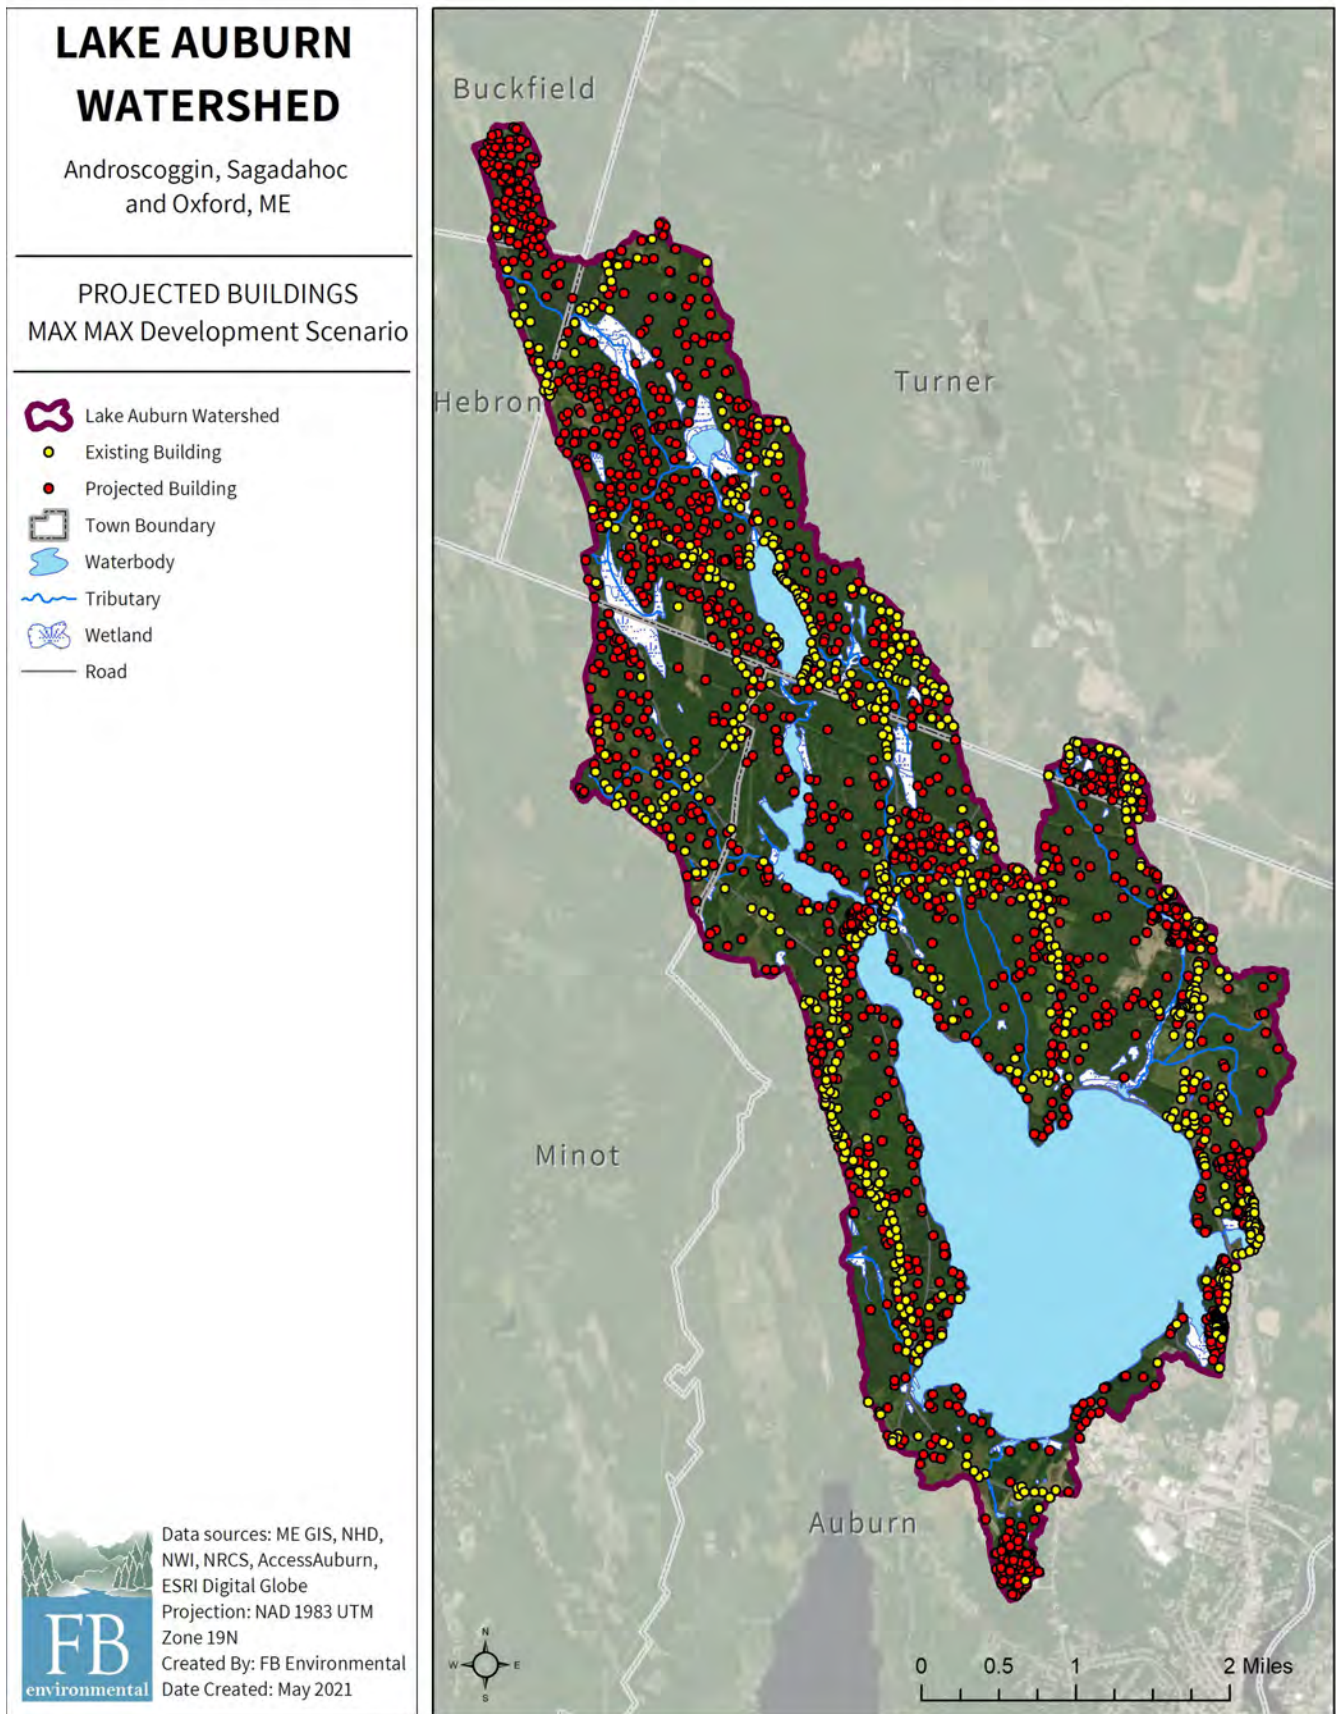 LAKE AUBURN
WATERSHED
Androscoggin, Sagadahoc
and Oxford, ME
PROJECTED BUILDINGS
MAX MAX Development Scenario
Lake Auburn Watershed
Existing Building
Projected Building
Town Boundary
Waterbody
Tributary
Wetland
Road
FB
environmental
Data sources: ME GIS, NHD,
NWI, NRCS, AccessAuburn,
ESRI Digital Globe
Projection: NAD 1983 UTM
Zone 19N
Created By: FB Environmental
Date Created: May 2021
Buckfield
Turner
Hebron
Minot
Auburn
N
W E
S
0 0.5 1 2 Miles